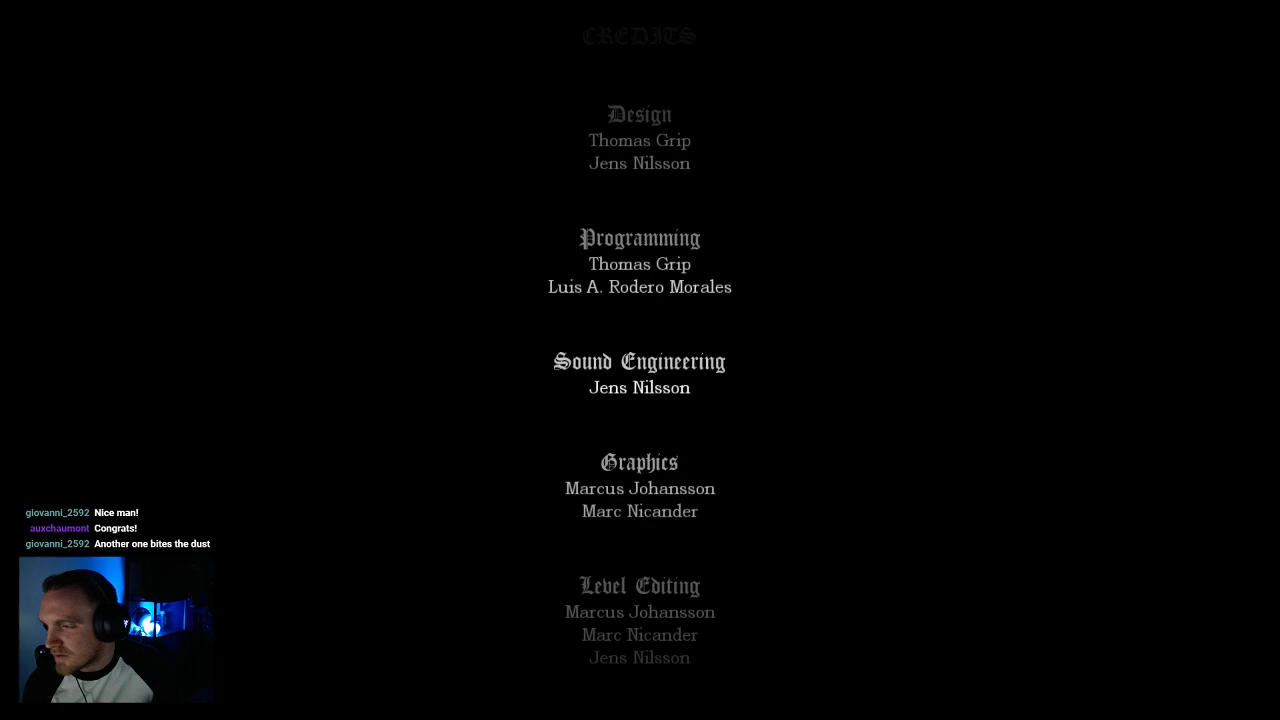 CREDITS
Design
Thomas Grip
Jens Nilsson
Programming
Thomas Grip
Luis A. Rodero Morales
Sound Engineering
Jens Nilsson
Graphics
Marcus Johansson
Marc Nicander
Level Editing
Marcus Johansson
Marc Nicander
Jens Nilsson
giovanni_2592 Nice man!
auxchaumont Congrats!
giovanni_2592 Another one bites the dust